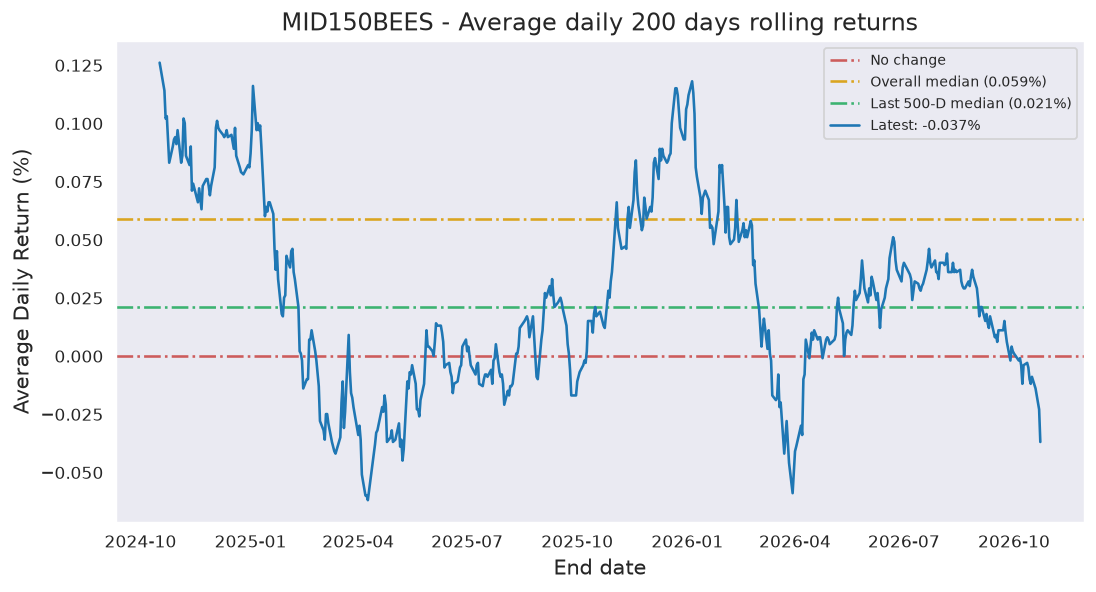 MID150BEES - Average daily 200 days rolling returns
No change
Overall median (0.059%)
Last 500-D median (0.021%)
Latest: -0.037%
Average Daily Return (%)
0.125
0.100
0.075
0.050
0.025
0.000
−0.025
−0.050
2024-10 2025-01 2025-04 2025-07 2025-10 2026-01 2026-04 2026-07 2026-10
End date